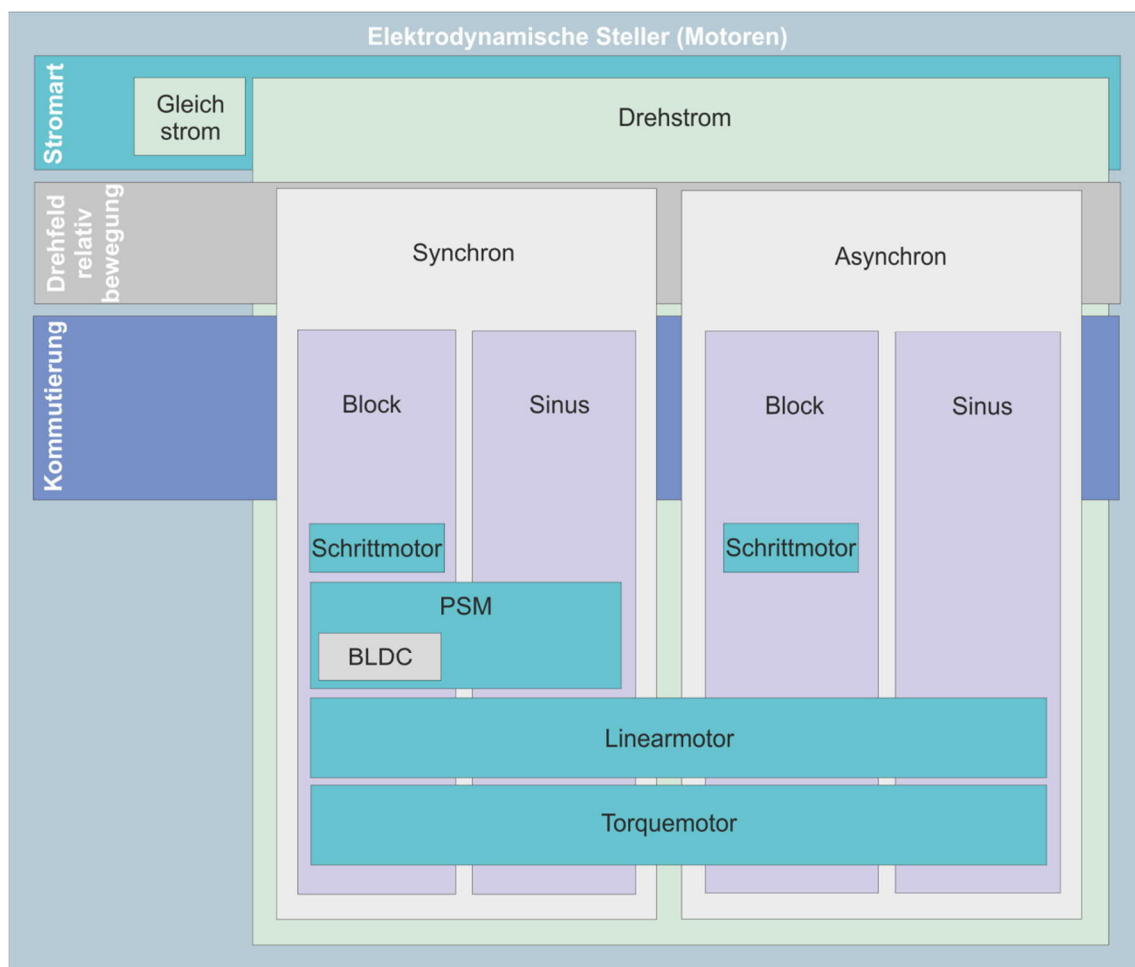 Elektrodynamische Steller (Motoren)
Stromart
Gleich
strom
Drehstrom
Drehfeld
relativ
bewegung
Synchron
Asynchron
Kommutierung
Block
Sinus
Block
Sinus
Schrittmotor
Schrittmotor
PSM
BLDC
Linearmotor
Torquemotor